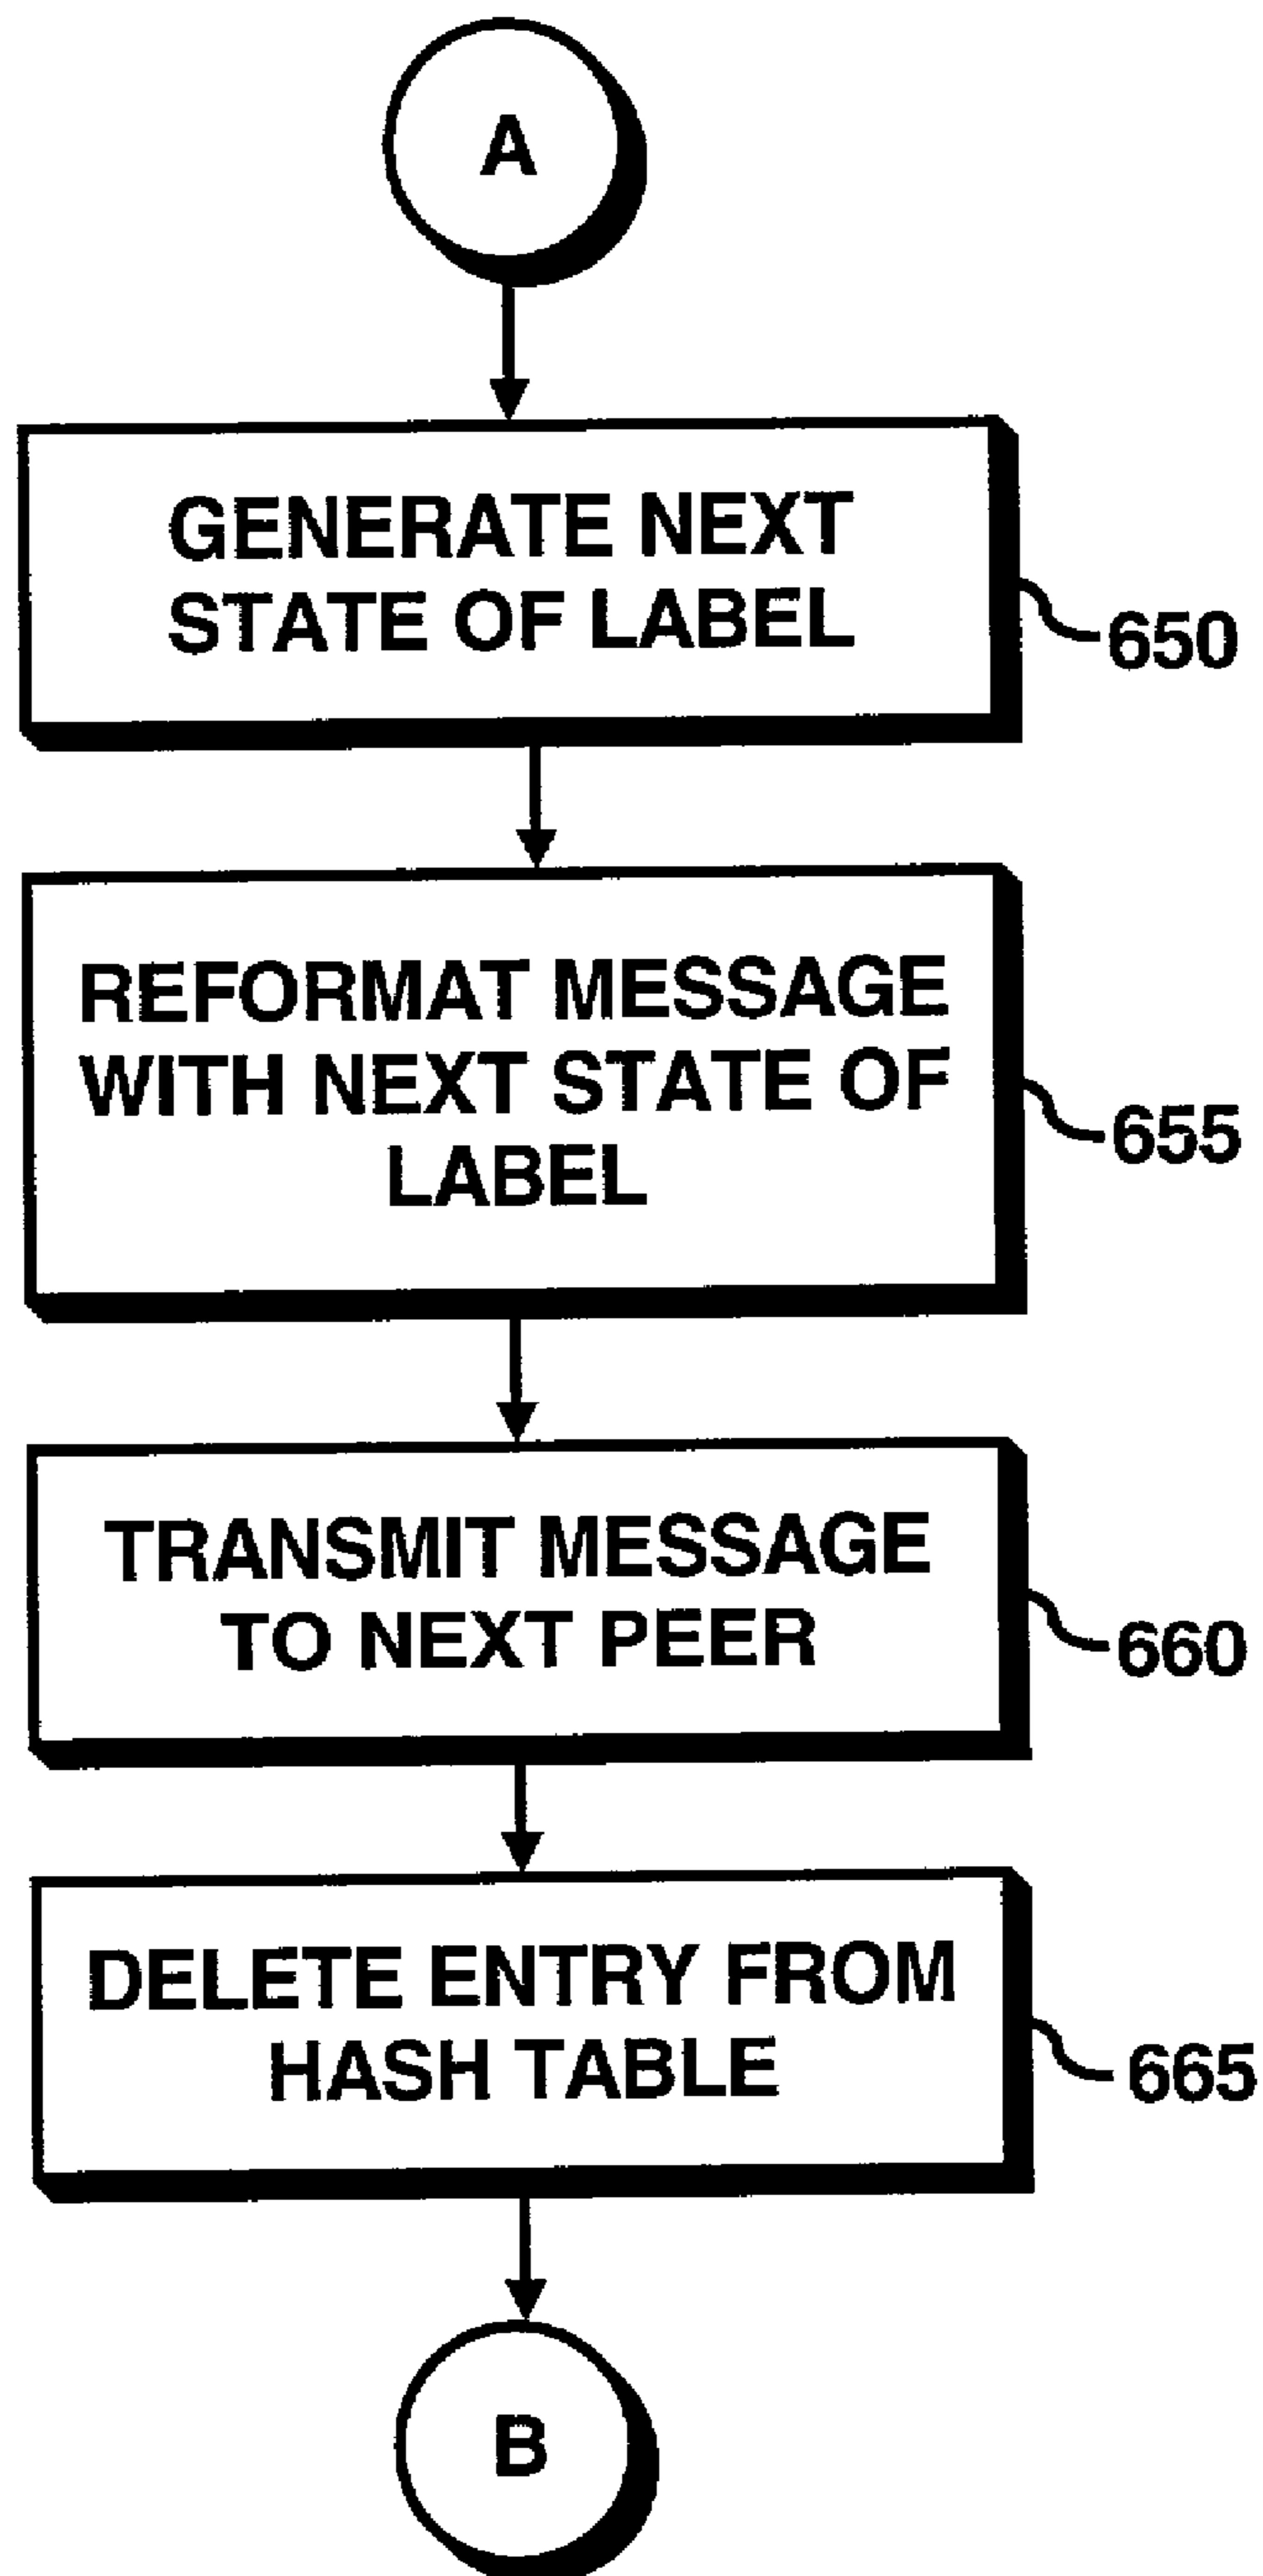 A
GENERATE NEXT
STATE OF LABEL
650
REFORMAT MESSAGE
WITH NEXT STATE OF
LABEL
655
TRANSMIT MESSAGE
TO NEXT PEER
660
DELETE ENTRY FROM
HASH TABLE
665
B